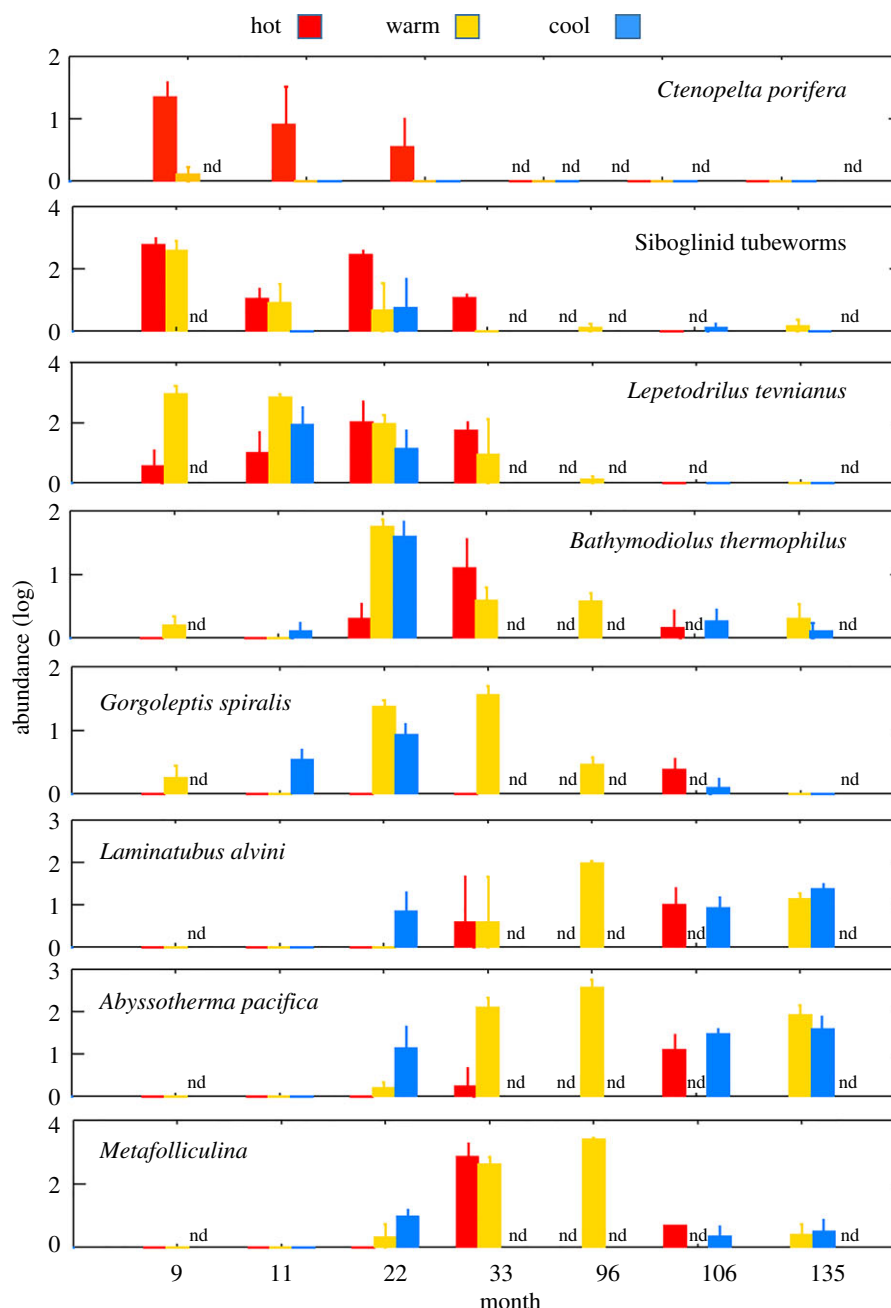 hot warm cool
2
Ctenopelta porifera
1
nd nd nd nd nd nd
0
4
Siboglinid tubeworms
2
nd nd nd nd nd nd
0
4
Lepetodrilus tevnianus
2
nd nd nd nd nd nd
0
2
Bathymodiolus thermophilus
1
nd nd nd nd nd nd
0
abundance (log)
2
Gorgoleptis spiralis
1
nd nd nd nd nd nd
0
3
Laminatubus alvini
2
1
nd nd nd nd nd nd
0
3
Abyssotherma pacifica
2
1
nd nd nd nd nd nd
0
4
Metafolliculina
2
nd nd nd nd nd nd
0
9 11 22 33 96 106 135
month